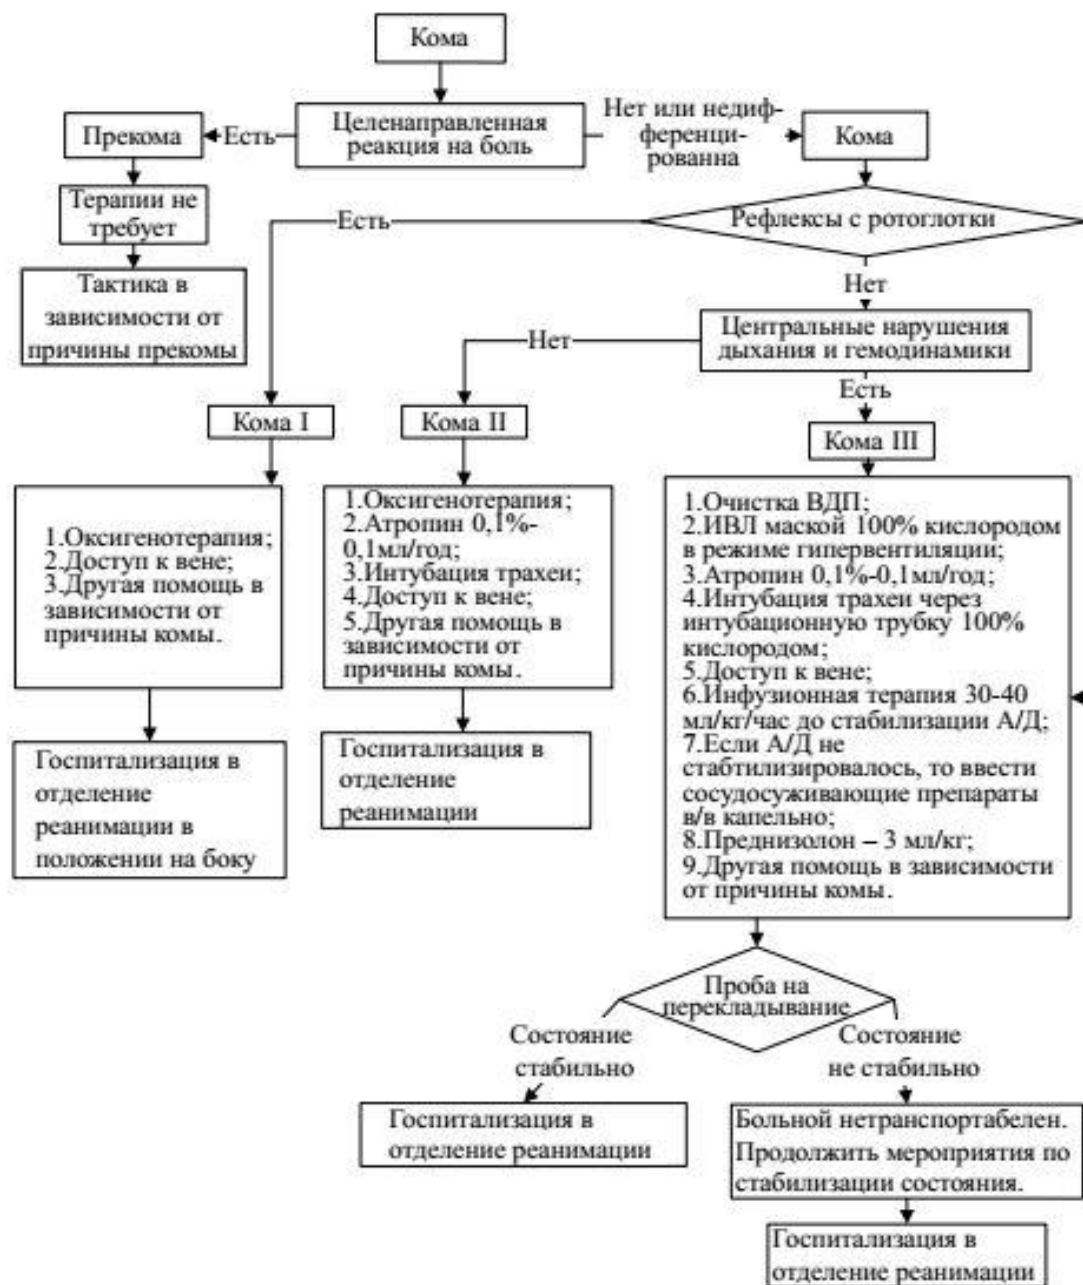 Кома
Целенаправленная
реакция на боль
Есть
Прекома
Нет или недиф-
ференци-
рованна
Кома
Терапии не
требует
Тактика в
зависимости от
причины прекомы
Рефлексы с ротоглотки
Есть
Нет
Центральные нарушения
дыхания и гемодинамики
Нет
Есть
Кома I
Кома II
Кома III
1.Оксигенотерапия;
2.Доступ к вене;
3.Другая помощь в
зависимости от
причины комы.
1.Оксигенотерапия;
2.Атропин 0,1%-
0,1мл/год;
3.Интубация трахеи;
4.Доступ к вене;
5.Другая помощь в
зависимости от
причины комы.
1.Очистка ВДП;
2.ИВЛ маской 100% кислородом
в режиме гипервентиляции;
3.Атропин 0,1%-0,1мл/год;
4.Интубация трахеи через
интубационную трубку 100%
кислородом;
5.Доступ к вене;
6.Инфузионная терапия 30-40
мл/кг/час до стабилизации А/Д;
7.Если А/Д не
стабтилизировалось, то ввести
сосудосуживающие препараты
в/в капельно;
8.Преднизолон – 3 мл/кг;
9.Другая помощь в зависимости
от причины комы.
Госпитализация в
отделение
реанимации в
положении на боку
Госпитализация в
отделение
реанимации
Проба на
перекладывание
Состояние
стабильно
Состояние
не стабильно
Госпитализация в
отделение реанимации
Больной нетранспортабелен.
Продолжить мероприятия по
стабилизации состояния.
Госпитализация в
отделение реанимации